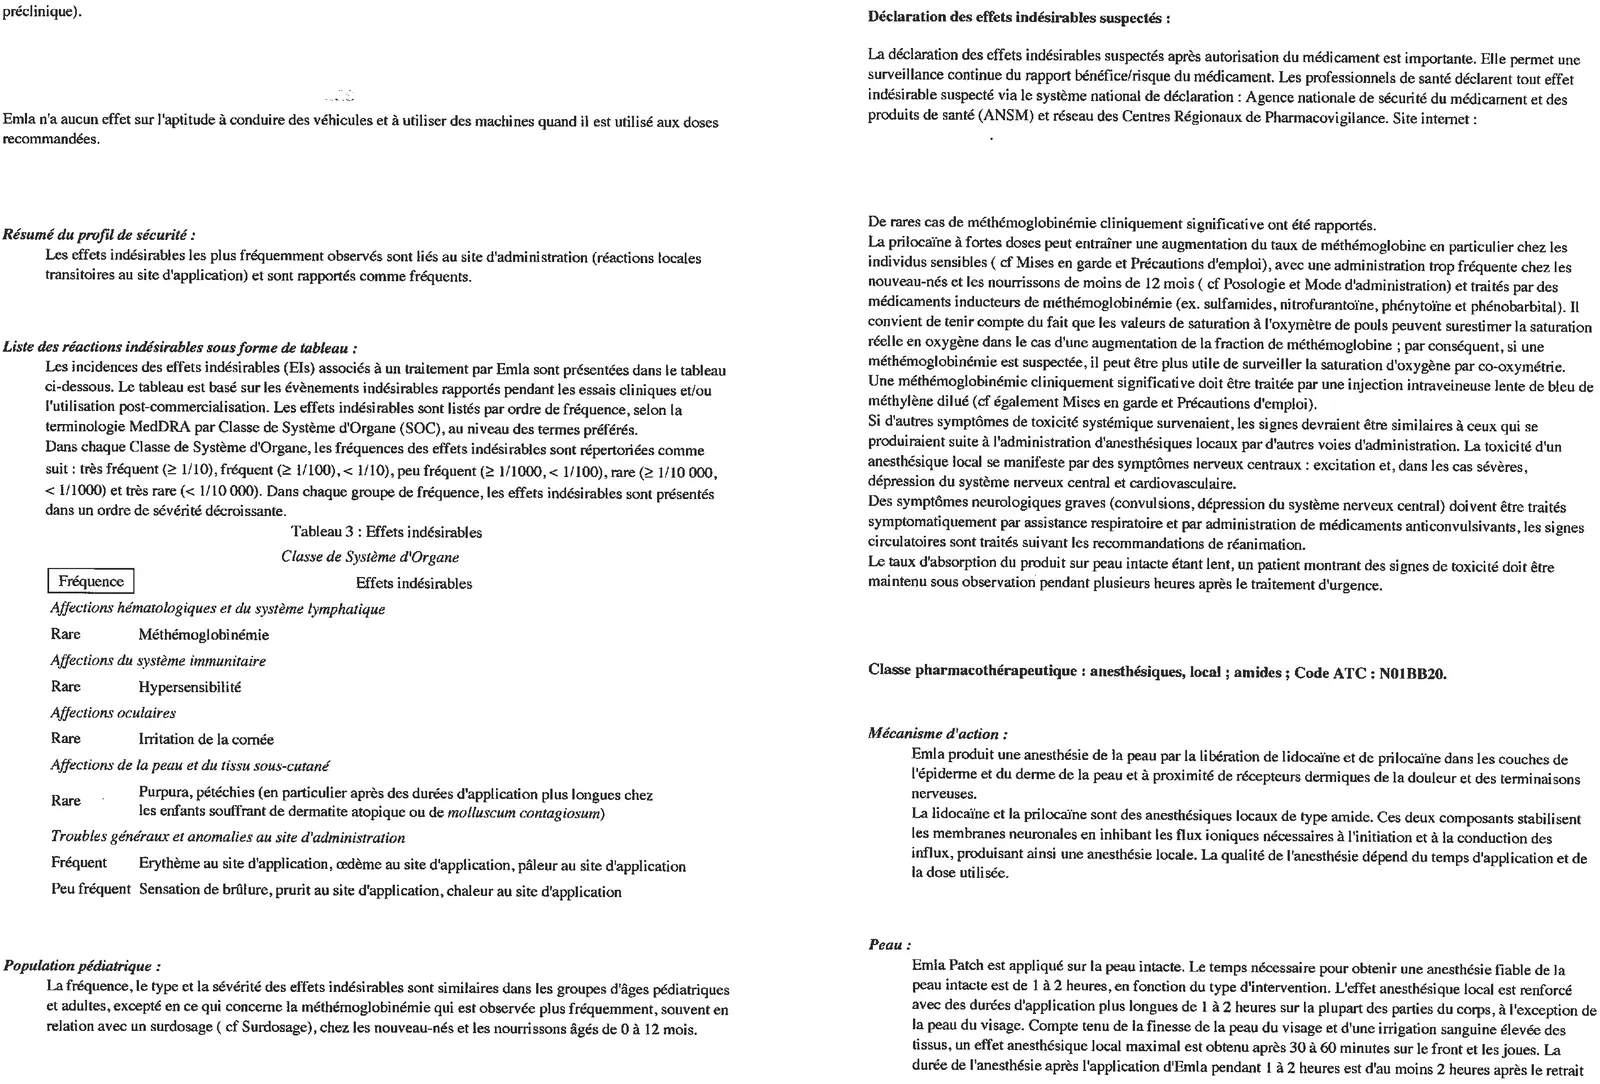 préclinique).
Emla n'a aucun effet sur l'aptitude à conduire des véhicules et à utiliser des machines quand il est utilisé aux doses
recommandées.
Résumé du profil de sécurité :
Les effets indésirables les plus fréquemment observés sont liés au site d'administration (réactions locales
transitoires au site d'application) et sont rapportés comme fréquents.
Liste des réactions indésirables sous forme de tableau :
Les incidences des effets indésirables (EIs) associés à un traitement par Emla sont présentées dans le tableau
ci-dessous. Le tableau est basé sur les évènements indésirables rapportés pendant les essais cliniques et/ou
l'utilisation post-commercialisation. Les effets indésirables sont listés par ordre de fréquence, selon la
terminologie MedDRA par Classe de Système d'Organe (SOC), au niveau des termes préférés.
Dans chaque Classe de Système d'Organe, les fréquences des effets indésirables sont répertoriées comme
suit : très fréquent (≥ 1/10), fréquent (≥ 1/100), < 1/10), peu fréquent (≥ 1/1000, < 1/100), rare (≥ 1/10 000,
< 1/1000) et très rare (< 1/10 000). Dans chaque groupe de fréquence, les effets indésirables sont présentés
dans un ordre de sévérité décroissante.
Tableau 3 : Effets indésirables
Classe de Système d'Organe
Fréquence Effets indésirables
Affections hématologiques et du système lymphatique
Rare Méthémoglobinémie
Affections du système immunitaire
Rare Hypersensibilité
Affections oculaires
Rare Irritation de la cornée
Affections de la peau et du tissu sous-cutané
Rare Purpura, pétéchies (en particulier après des durées d'application plus longues chez
les enfants souffrant de dermatite atopique ou de molluscum contagiosum)
Troubles généraux et anomalies au site d'administration
Fréquent Erythème au site d'application, œdème au site d'application, pâleur au site d'application
Peu fréquent Sensation de brûlure, prurit au site d'application, chaleur au site d'application
Population pédiatrique :
La fréquence, le type et la sévérité des effets indésirables sont similaires dans les groupes d'âges pédiatriques
et adultes, excepté en ce qui concerne la méthémoglobinémie qui est observée plus fréquemment, souvent en
relation avec un surdosage ( cf Surdosage), chez les nouveau-nés et les nourrissons âgés de 0 à 12 mois.
Déclaration des effets indésirables suspectés :
La déclaration des effets indésirables suspectés après autorisation du médicament est importante. Elle permet une
surveillance continue du rapport bénéfice/risque du médicament. Les professionnels de santé déclarent tout effet
indésirable suspecté via le système national de déclaration : Agence nationale de sécurité du médicament et des
produits de santé (ANSM) et réseau des Centres Régionaux de Pharmacovigilance. Site internet :
De rares cas de méthémoglobinémie cliniquement significative ont été rapportés.
La prilocaïne à fortes doses peut entraîner une augmentation du taux de méthémoglobine en particulier chez les
individus sensibles ( cf Mises en garde et Précautions d'emploi), avec une administration trop fréquente chez les
nouveau-nés et les nourrissons de moins de 12 mois ( cf Posologie et Mode d'administration) et traités par des
médicaments inducteurs de méthémoglobinémie (ex. sulfamides, nitrofurantoïne, phénytoïne et phénobarbital). Il
convient de tenir compte du fait que les valeurs de saturation à l'oxymètre de pouls peuvent surestimer la saturation
réelle en oxygène dans le cas d'une augmentation de la fraction de méthémoglobine ; par conséquent, si une
méthémoglobinémie est suspectée, il peut être plus utile de surveiller la saturation d'oxygène par co-oxymétrie.
Une méthémoglobinémie cliniquement significative doit être traitée par une injection intraveineuse lente de bleu de
méthylène dilué (cf également Mises en garde et Précautions d'emploi).
Si d'autres symptômes de toxicité systémique survenaient, les signes devraient être similaires à ceux qui se
produiraient suite à l'administration d'anesthésiques locaux par d'autres voies d'administration. La toxicité d'un
anesthésique local se manifeste par des symptômes nerveux centraux : excitation et, dans les cas sévères,
dépression du système nerveux central et cardiovasculaire.
Des symptômes neurologiques graves (convulsions, dépression du système nerveux central) doivent être traités
symptomatiquement par assistance respiratoire et par administration de médicaments anticonvulsivants, les signes
circulatoires sont traités suivant les recommandations de réanimation.
Le taux d'absorption du produit sur peau intacte étant lent, un patient montrant des signes de toxicité doit être
maintenu sous observation pendant plusieurs heures après le traitement d'urgence.
Classe pharmacothérapeutique : anesthésiques, local ; amides ; Code ATC : N01BB20.
Mécanisme d'action :
Emla produit une anesthésie de la peau par la libération de lidocaïne et de prilocaïne dans les couches de
l'épiderme et du derme de la peau et à proximité de récepteurs dermiques de la douleur et des terminaisons
nerveuses.
La lidocaïne et la prilocaïne sont des anesthésiques locaux de type amide. Ces deux composants stabilisent
les membranes neuronales en inhibant les flux ioniques nécessaires à l'initiation et à la conduction des
influx, produisant ainsi une anesthésie locale. La qualité de l'anesthésie dépend du temps d'application et de
la dose utilisée.
Peau :
Emla Patch est appliqué sur la peau intacte. Le temps nécessaire pour obtenir une anesthésie fiable de la
peau intacte est de 1 à 2 heures, en fonction du type d'intervention. L'effet anesthésique local est renforcé
avec des durées d'application plus longues de 1 à 2 heures sur la plupart des parties du corps, à l'exception de
la peau du visage. Compte tenu de la finesse de la peau du visage et d'une irrigation sanguine élevée des
tissus, un effet anesthésique local maximal est obtenu après 30 à 60 minutes sur le front et les joues. La
durée de l'anesthésie après l'application d'Emla pendant 1 à 2 heures est d'au moins 2 heures après le retrait